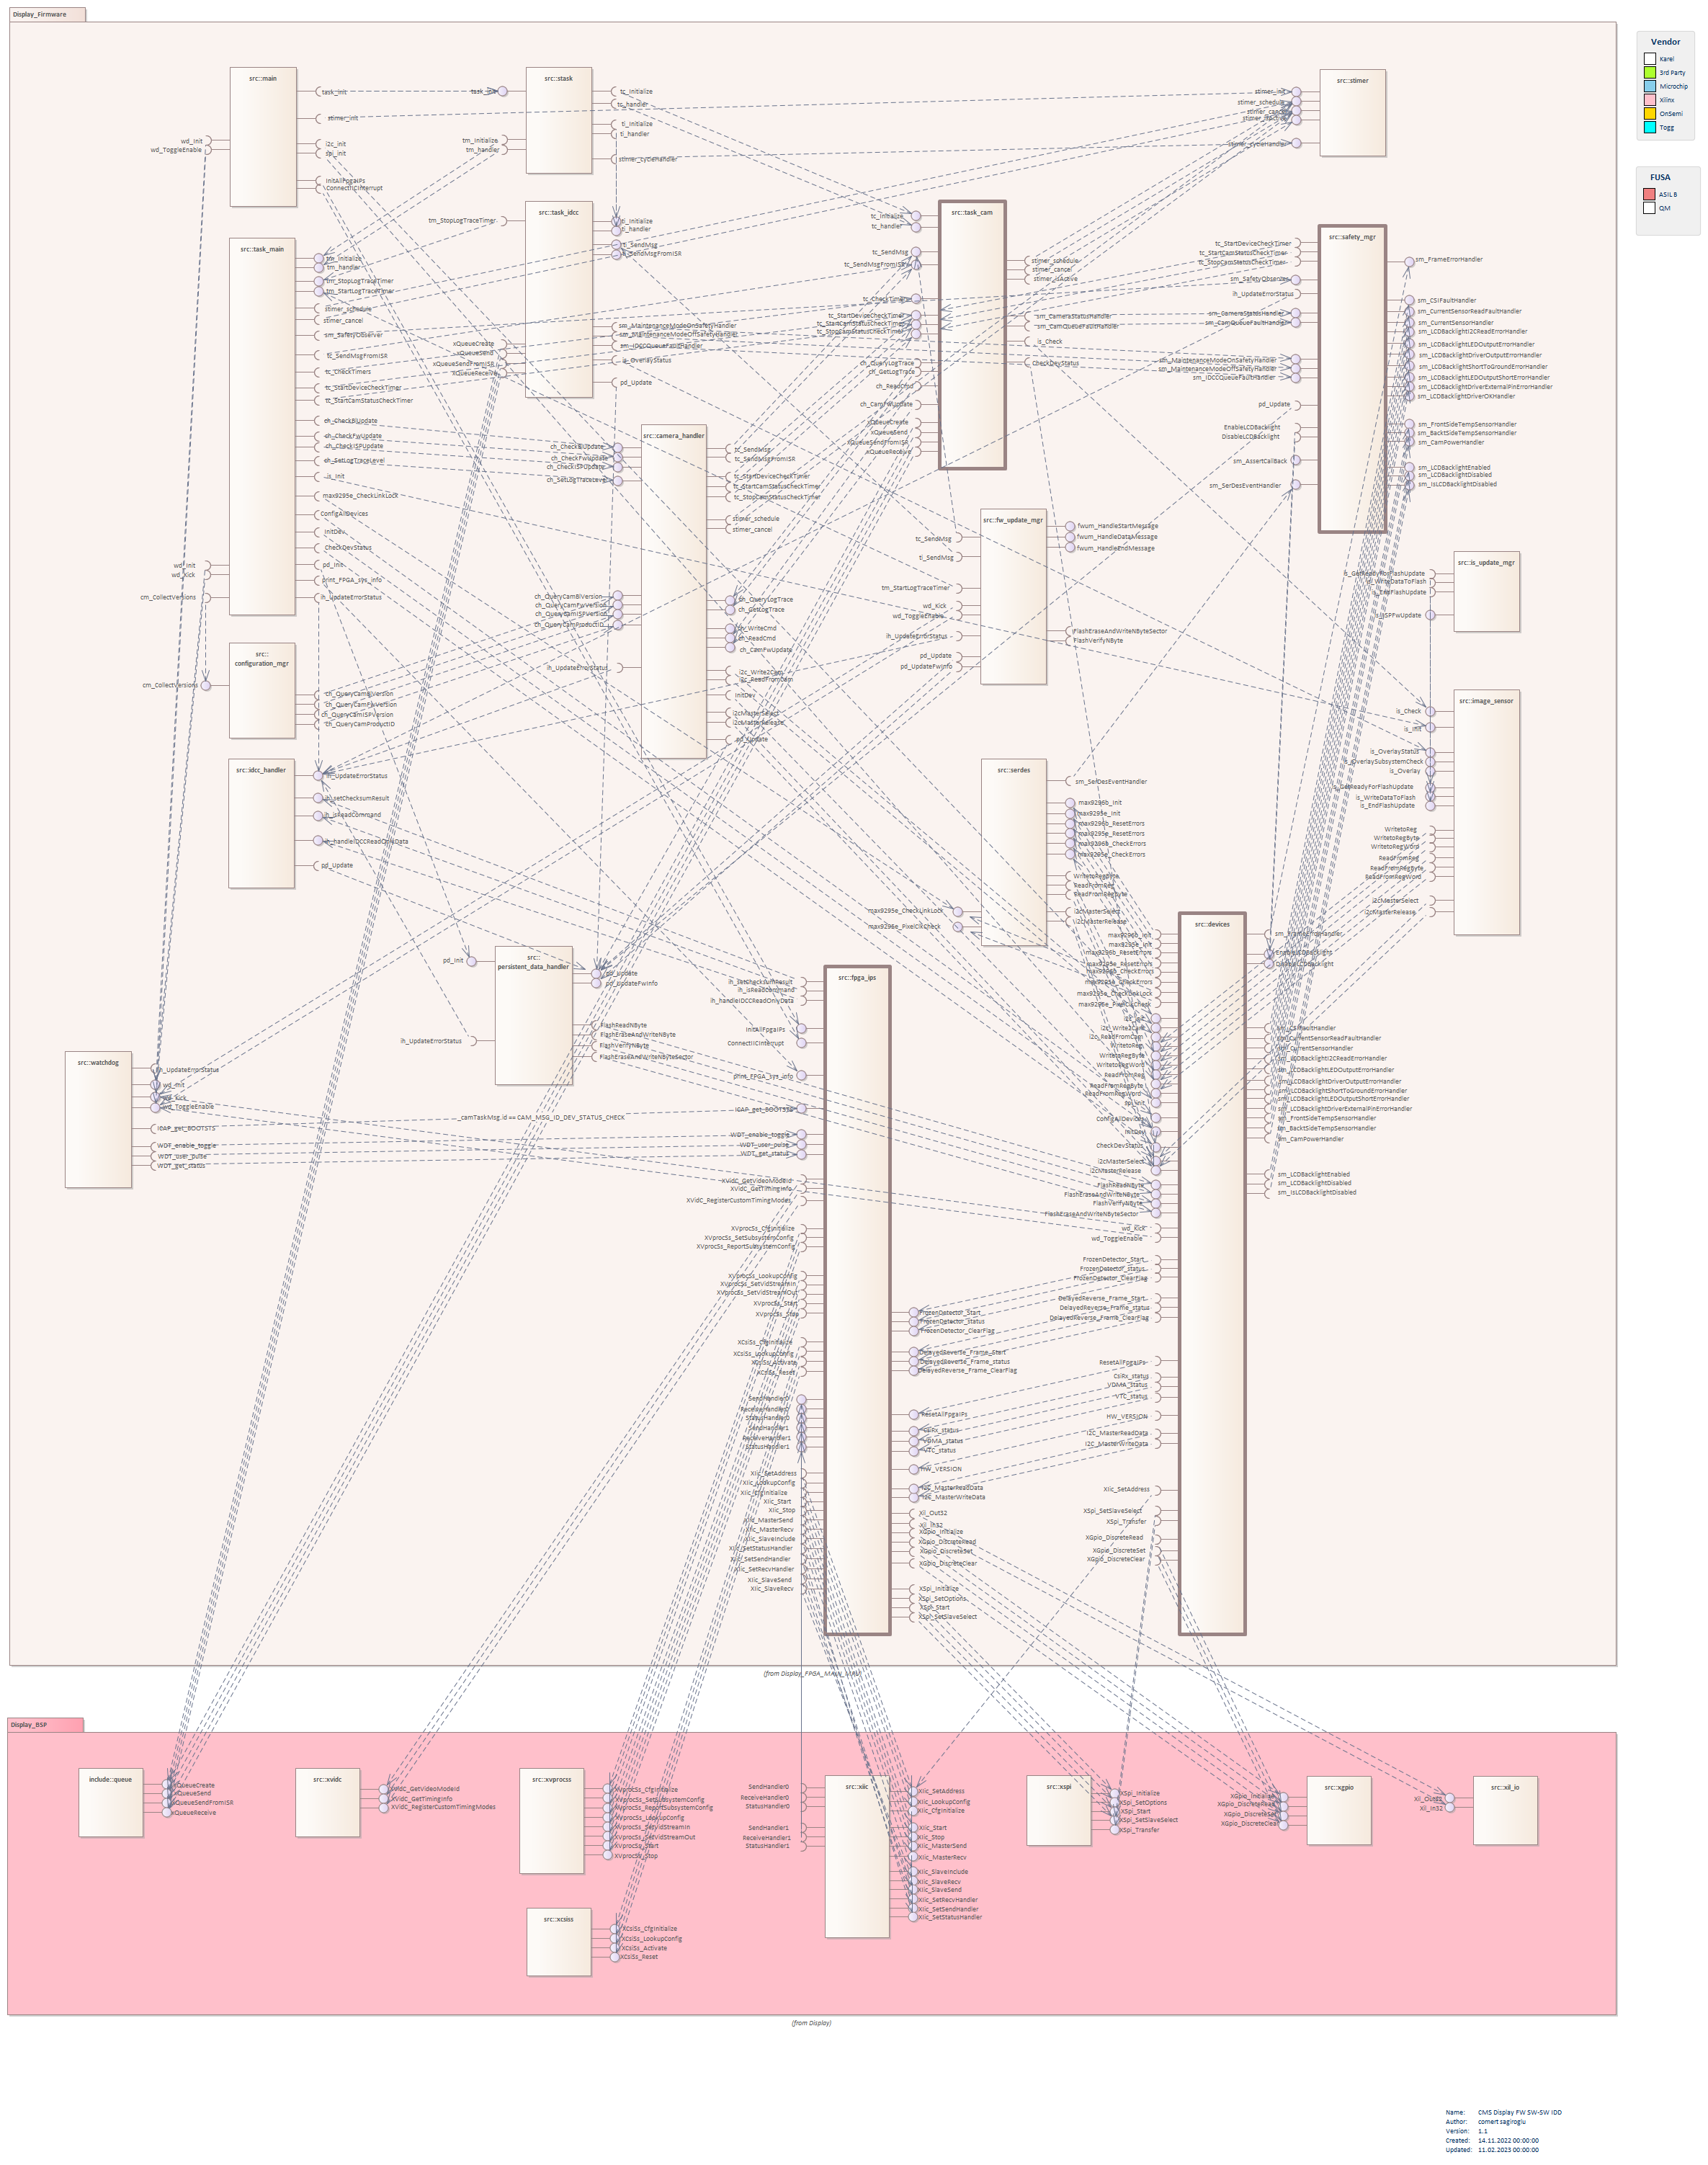 Display_Firmware
Vendor
Karel
3rd Party
Microchip
Xilinx
OnSemi
Togg
FUSA
ASIL B
QM
src::main
task_init
stimer_init
wd_Init
wd_ToggleEnable
i2c_init
spi_init
InitAllFpgaIPs
ConnectIICInterrupt
src::stask
tc_Initialize
tc_handler
ti_Initialize
ti_handler
tm_Initialize
tm_handler
stimer_cycleHandler
src::stimer
stimer_init
stimer_schedule
stimer_cycleHandler
src::task_idcc
tm_StopLogTraceTimer
ti_Initialize
ti_handler
ti_SendMsg
ti_SendMsgFromISR
sm_MaintenanceModeOnSafetyHandler
sm_MaintenanceModeOffSafetyHandler
sm_IDCCQueueFaultHandler
is_OverlayStatus
pd_Update
xQueueCreate
xQueueSend
xQueueSendFromISR
xQueueReceive
src::task_cam
tc_Initialize
tc_handler
tc_SendMsg
tc_SendMsgFromISR
tc_CheckTimers
tc_StartDeviceCheckTimer
tc_StartCamStatusCheckTimer
tc_StopCamStatusCheckTimer
ch_QueryLogTrace
ch_GetLogTrace
ch_ReadCmd
ch_CamFwUpdate
xQueueCreate
xQueueSend
xQueueSendFromISR
xQueueReceive
stimer_schedule
stimer_cancel
stimer_isActive
sm_CameraStatusHandler
sm_CamQueueFaultHandler
is_Check
CheckDevStatus
src::safety_mgr
tc_StartDeviceCheckTimer
tc_StartCamStatusCheckTimer
tc_StopCamStatusCheckTimer
sm_SafetyObserver
ih_UpdateErrorStatus
sm_CameraStatusHandler
sm_CamQueueFaultHandler
sm_MaintenanceModeOnSafetyHandler
sm_MaintenanceModeOffSafetyHandler
sm_IDCCQueueFaultHandler
pd_Update
EnableLCDBacklight
DisableLCDBacklight
sm_AssertCallBack
sm_SerDesEventHandler
sm_FrameErrorHandler
sm_CSIFaultHandler
sm_CurrentSensorReadFaultHandler
sm_CurrentSensorHandler
sm_LCDBacklightI2CReadErrorHandler
sm_LCDBacklightLEDOutputErrorHandler
sm_LCDBacklightDriverOutputErrorHandler
sm_LCDBacklightShortToGroundErrorHandler
sm_LCDBacklightLEDOutputShortErrorHandler
sm_LCDBacklightDriverExternalPinErrorHandler
sm_LCDBacklightDriverOKHandler
sm_FrontSideTempSensorHandler
sm_BacktSideTempSensorHandler
sm_CamPowerHandler
sm_LCDBacklightEnabled
sm_LCDBacklightDisabled
sm_IsLCDBacklightDisabled
src::task_main
tm_Initialize
tm_handler
tm_StopLogTraceTimer
tm_StartLogTraceTimer
stimer_schedule
stimer_cancel
sm_SafetyObserver
tc_SendMsgFromISR
tc_CheckTimers
tc_StartDeviceCheckTimer
tc_StartCamStatusCheckTimer
ch_CheckBlUpdate
ch_CheckFwUpdate
ch_CheckISPUpdate
ch_SetLogTraceLevel
is_Init
max9295e_CheckLinkLock
ConfigAllDevices
InitDev
CheckDevStatus
pd_Init
print_FPGA_sys_info
ih_UpdateErrorStatus
wd_Init
wd_Kick
cm_CollectVersions
src::camera_handler
ch_CheckBlUpdate
ch_CheckFwUpdate
ch_CheckISPUpdate
ch_SetLogTraceLevel
ch_QueryCamBlVersion
ch_QueryCamFwVersion
ch_QueryCamISPVersion
ch_QueryCamProductID
ih_UpdateErrorStatus
tc_SendMsg
tc_SendMsgFromISR
tc_StartDeviceCheckTimer
tc_StartCamStatusCheckTimer
tc_StopCamStatusCheckTimer
stimer_schedule
stimer_cancel
ch_QueryLogTrace
ch_GetLogTrace
ch_WriteCmd
ch_ReadCmd
ch_CamFwUpdate
i2c_Write2Cam
i2c_ReadFromCam
InitDev
i2cMasterSelect
i2cMasterRelease
pd_Update
src::fw_update_mgr
tc_SendMsg
ti_SendMsg
tm_StartLogTraceTimer
wd_Kick
wd_ToggleEnable
ih_UpdateErrorStatus
pd_Update
pd_UpdateFwInfo
fwum_HandleStartMessage
fwum_HandleDataMessage
fwum_HandleEndMessage
FlashEraseAndWriteNByteSector
FlashVerifyNByte
src::is_update_mgr
is_GetReadyForFlashUpdate
is_WriteDataToFlash
is_EndFlashUpdate
is_ISPFwUpdate
src::
configuration_mgr
cm_CollectVersions
ch_QueryCamBlVersion
ch_QueryCamFwVersion
ch_QueryCamISPVersion
ch_QueryCamProductID
src::image_sensor
is_Check
is_Init
is_OverlayStatus
is_OverlaySubsystemCheck
is_Overlay
is_GetReadyForFlashUpdate
is_WriteDataToFlash
is_EndFlashUpdate
WritetoReg
WritetoRegByte
WritetoRegWord
ReadFromReg
ReadFromRegByte
ReadFromRegWord
i2cMasterSelect
i2cMasterRelease
src::idcc_handler
ih_UpdateErrorStatus
ih_setChecksumResult
ih_isReadCommand
ih_handleIDCCReadOnlyData
pd_Update
src::serdes
sm_SerDesEventHandler
max9296b_Init
max9295e_Init
max9296b_ResetErrors
max9295e_ResetErrors
max9296b_CheckErrors
max9295e_CheckErrors
WritetoRegByte
ReadFromReg
ReadFromRegByte
i2cMasterSelect
i2cMasterRelease
max9295e_CheckLinkLock
max9295e_PixelClkCheck
src::
persistent_data_handler
pd_Init
ih_UpdateErrorStatus
pd_Update
pd_UpdateFwInfo
FlashReadNByte
FlashEraseAndWriteNByte
FlashVerifyNByte
FlashEraseAndWriteNByteSector
src::watchdog
ih_UpdateErrorStatus
wd_Init
wd_Kick
wd_ToggleEnable
ICAP_get_BOOTSTS
WDT_enable_toggle
WDT_user_pulse
WDT_get_status
_camTaskMsg.id == CAM_MSG_ID_DEV_STATUS_CHECK
src::fpga_ips
ih_setChecksumResult
ih_isReadCommand
ih_handleIDCCReadOnlyData
InitAllFpgaIPs
ConnectIICInterrupt
print_FPGA_sys_info
ICAP_get_BOOTSTS
WDT_enable_toggle
WDT_user_pulse
WDT_get_status
XVidC_GetVideoModeId
XVidC_GetTimingInfo
XVidC_RegisterCustomTimingModes
XVprocSs_CfgInitialize
XVprocSs_SetSubsystemConfig
XVprocSs_ReportSubsystemConfig
XVprocSs_LookupConfig
XVprocSs_SetVidStreamIn
XVprocSs_SetVidStreamOut
XVprocSs_Start
XVprocSs_Stop
XCsiSs_CfgInitialize
XCsiSs_LookupConfig
XCsiSs_Activate
XCsiSs_Reset
SendHandler0
ReceiveHandler0
StatusHandler0
SendHandler1
ReceiveHandler1
StatusHandler1
XIic_SetAddress
XIic_LookupConfig
XIic_CfgInitialize
XIic_Start
XIic_Stop
XIic_MasterSend
XIic_MasterRecv
XIic_SlaveInclude
XIic_SetStatusHandler
XIic_SetSendHandler
XIic_SetRecvHandler
XIic_SlaveSend
XIic_SlaveRecv
FrozenDetector_Start
FrozenDetector_status
FrozenDetector_ClearFlag
DelayedReverse_Frame_Start
DelayedReverse_Frame_status
DelayedReverse_Frame_ClearFlag
ResetAllFpgaIPs
CsiRx_status
VDMA_status
VTC_status
HW_VERSION
I2C_MasterReadData
I2C_MasterWriteData
Xil_Out32
Xil_In32
XGpio_Initialize
XGpio_DiscreteRead
XGpio_DiscreteSet
XGpio_DiscreteClear
XSpi_Initialize
XSpi_SetOptions
XSpi_Start
XSpi_SetSlaveSelect
src::devices
max9296b_Init
max9295e_Init
max9296b_ResetErrors
max9295e_ResetErrors
max9296b_CheckErrors
max9295e_CheckErrors
max9295e_CheckLinkLock
max9295e_PixelClkCheck
i2c_init
i2c_Write2Cam
i2c_ReadFromCam
WritetoReg
WritetoRegByte
WritetoRegWord
ReadFromReg
ReadFromRegByte
ReadFromRegWord
spi_init
ConfigAllDevices
InitDev
CheckDevStatus
i2cMasterSelect
i2cMasterRelease
FlashReadNByte
FlashEraseAndWriteNByte
FlashVerifyNByte
FlashEraseAndWriteNByteSector
wd_Kick
wd_ToggleEnable
FrozenDetector_Start
FrozenDetector_status
FrozenDetector_ClearFlag
DelayedReverse_Frame_Start
DelayedReverse_Frame_status
DelayedReverse_Frame_ClearFlag
ResetAllFpgaIPs
CsiRx_status
VDMA_status
VTC_status
HW_VERSION
I2C_MasterReadData
I2C_MasterWriteData
XIic_SetAddress
XSpi_SetSlaveSelect
XSpi_Transfer
XGpio_DiscreteRead
XGpio_DiscreteSet
XGpio_DiscreteClear
sm_FrameErrorHandler
EnableLCDBacklight
DisableLCDBacklight
sm_CSIFaultHandler
sm_CurrentSensorReadFaultHandler
sm_CurrentSensorHandler
sm_LCDBacklightI2CReadErrorHandler
sm_LCDBacklightLEDOutputErrorHandler
sm_LCDBacklightDriverOutputErrorHandler
sm_LCDBacklightShortToGroundErrorHandler
sm_LCDBacklightLEDOutputShortErrorHandler
sm_LCDBacklightDriverExternalPinErrorHandler
sm_FrontSideTempSensorHandler
sm_BacktSideTempSensorHandler
sm_CamPowerHandler
sm_LCDBacklightEnabled
sm_LCDBacklightDisabled
sm_IsLCDBacklightDisabled
Display_BSP
include::queue
xQueueCreate
xQueueSend
xQueueSendFromISR
xQueueReceive
src::xvidc
XVidC_GetVideoModeId
XVidC_GetTimingInfo
XVidC_RegisterCustomTimingModes
src::xvprocss
XVprocSs_CfgInitialize
XVprocSs_SetSubsystemConfig
XVprocSs_ReportSubsystemConfig
XVprocSs_LookupConfig
XVprocSs_SetVidStreamIn
XVprocSs_SetVidStreamOut
XVprocSs_Start
XVprocSs_Stop
src::xiic
SendHandler0
ReceiveHandler0
StatusHandler0
SendHandler1
ReceiveHandler1
StatusHandler1
XIic_SetAddress
XIic_LookupConfig
XIic_CfgInitialize
XIic_Start
XIic_Stop
XIic_MasterSend
XIic_MasterRecv
XIic_SlaveInclude
XIic_SlaveRecv
XIic_SlaveSend
XIic_SetRecvHandler
XIic_SetSendHandler
XIic_SetStatusHandler
src::xspi
XSpi_Initialize
XSpi_SetOptions
XSpi_Start
XSpi_SetSlaveSelect
XSpi_Transfer
src::xgpio
XGpio_Initialize
XGpio_DiscreteRead
XGpio_DiscreteSet
XGpio_DiscreteClear
src::xil_io
Xil_Out32
Xil_In32
src::xcsiss
XCsiSs_CfgInitialize
XCsiSs_LookupConfig
XCsiSs_Activate
XCsiSs_Reset
(from Display)
Name: CMS Display FW SW-SW IDD
Author: comert sagiroglu
Version: 1.1
Created: 14.11.2022 00:00:00
Updated: 11.02.2023 00:00:00